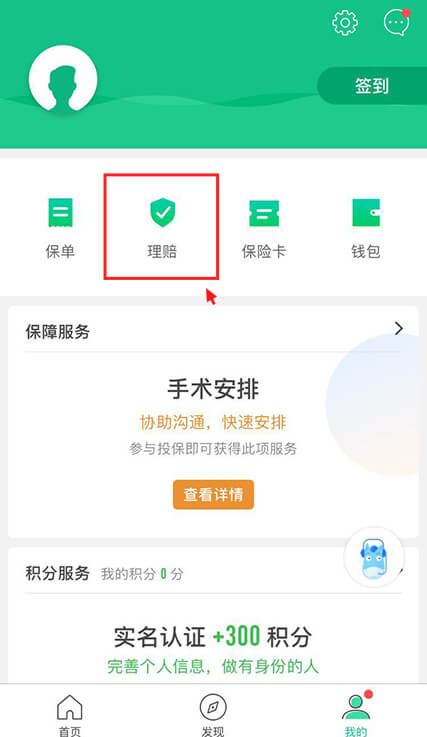 签到
保单
理赔
保险卡
钱包
保障服务
手术安排
协助沟通，快速安排
参与投保即可获得此项服务
查看详情
积分服务 我的积分 0 分
实名认证 +300 积分
完善个人信息，做有身份的人
首页
发现
我的